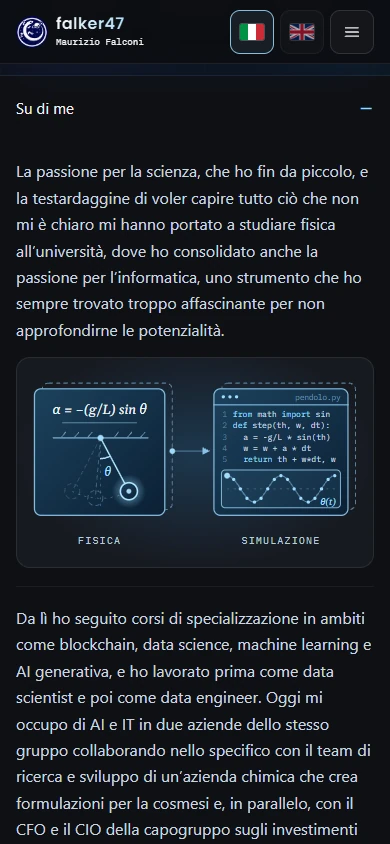 falker47
Maurizio Falconi
Su di me
La passione per la scienza, che ho fin da piccolo, e
la testardaggine di voler capire tutto ciò che non
mi è chiaro mi hanno portato a studiare fisica
all’università, dove ho consolidato anche la
passione per l’informatica, uno strumento che ho
sempre trovato troppo affascinante per non
approfondirne le potenzialità.
α = −(g/L) sin θ
θ
FISICA
pendolo.py
1 from math import sin
2 def step(th, w, dt):
3 a = -g/L * sin(th)
4 w = w + a * dt
5 return th + w*dt, w
θ(t)
SIMULAZIONE
Da lì ho seguito corsi di specializzazione in ambiti
come blockchain, data science, machine learning e
AI generativa, e ho lavorato prima come data
scientist e poi come data engineer. Oggi mi
occupo di AI e IT in due aziende dello stesso
gruppo collaborando nello specifico con il team di
ricerca e sviluppo di un’azienda chimica che crea
formulazioni per la cosmesi e, in parallelo, con il
CFO e il CIO della capogruppo sugli investimenti